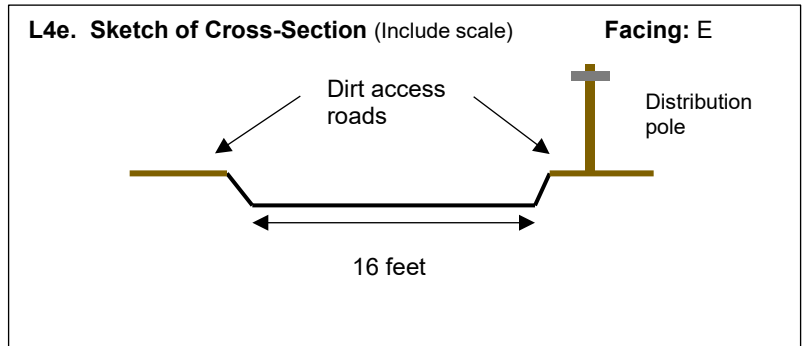 L4e. Sketch of Cross-Section (Include scale) Facing: E
Dirt access
roads
Distribution
pole
16 feet